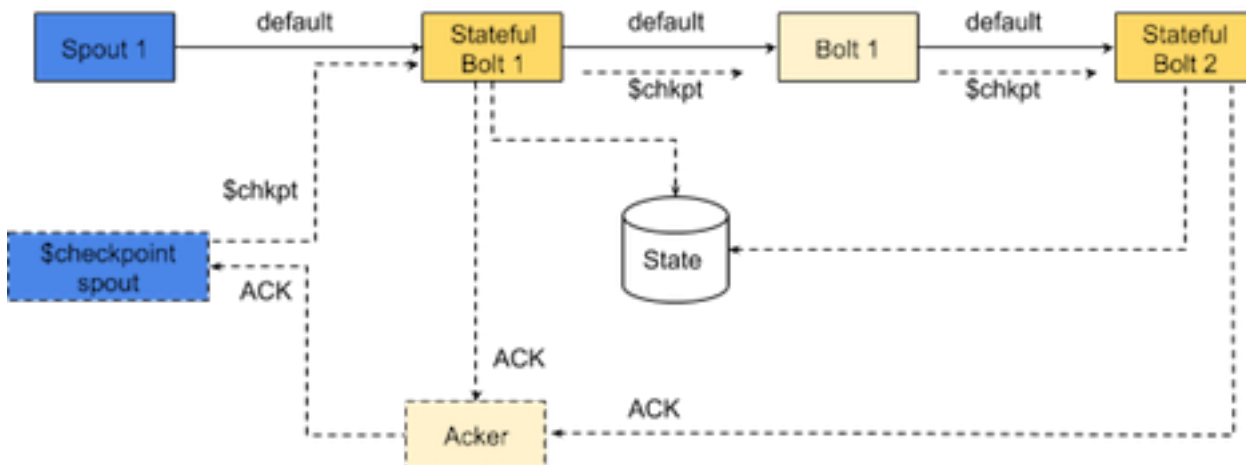 default
default
default
Spout 1
Stateful
Bolt 1
Bolt 1
Stateful
Bolt 2
$chkpt
$chkpt
$chkpt
$checkpoint
spout
State
ACK
ACK
ACK
Acker